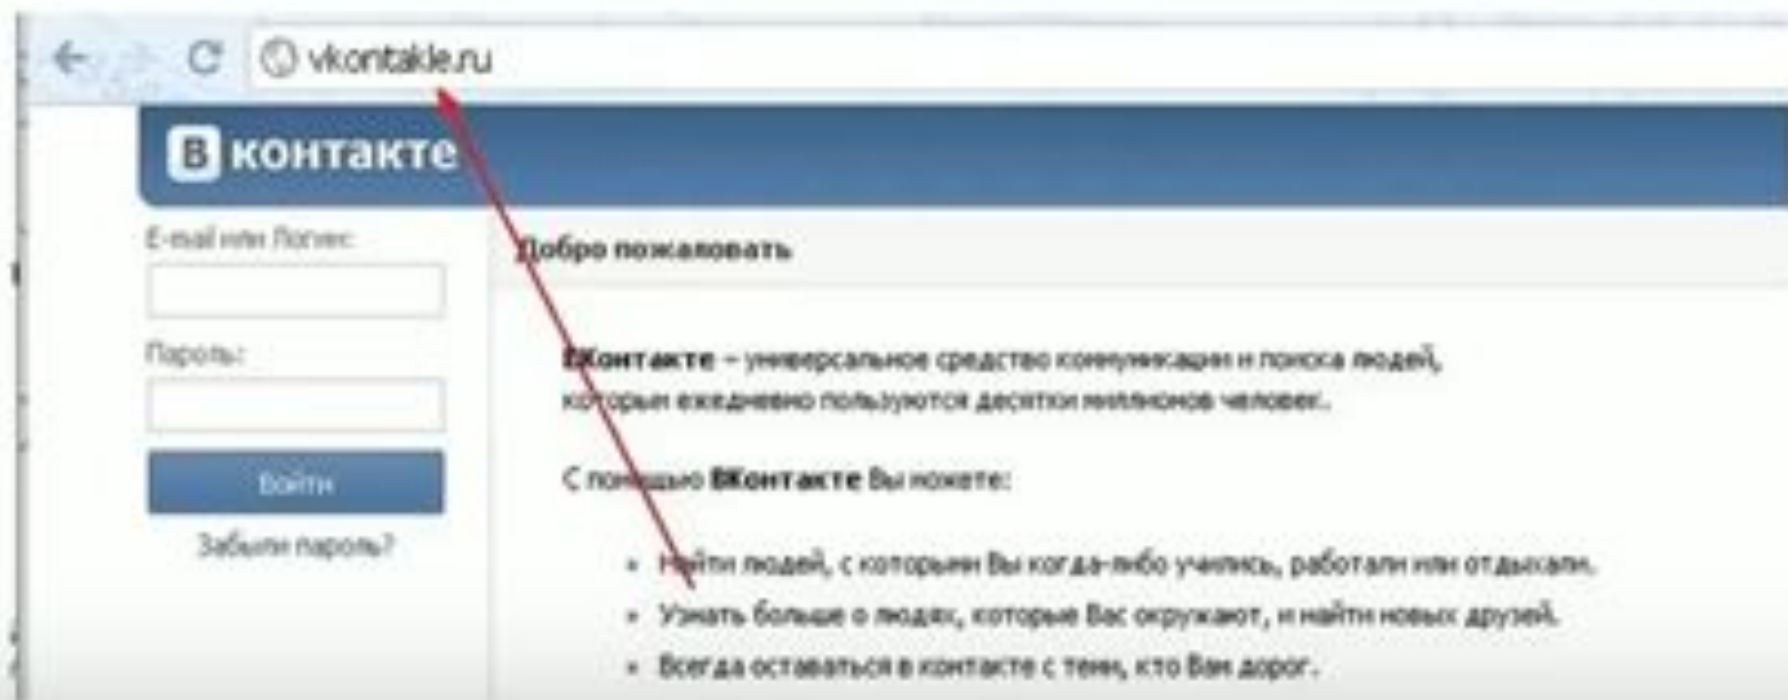 vkontakle.ru
В контакте
E-mail или Логин:
Пароль:
Войти
Забыли пароль?
Добро пожаловать
ВКонтакте – универсальное средство коммуникации и поиска людей,
которым ежедневно пользуются десятки миллионов человек.
С помощью ВКонтакте Вы можете:
• Найти людей, с которыми Вы когда-либо учились, работали или отдыхали.
• Узнать больше о людях, которые Вас окружают, и найти новых друзей.
• Всегда оставаться в контакте с теми, кто Вам дорог.